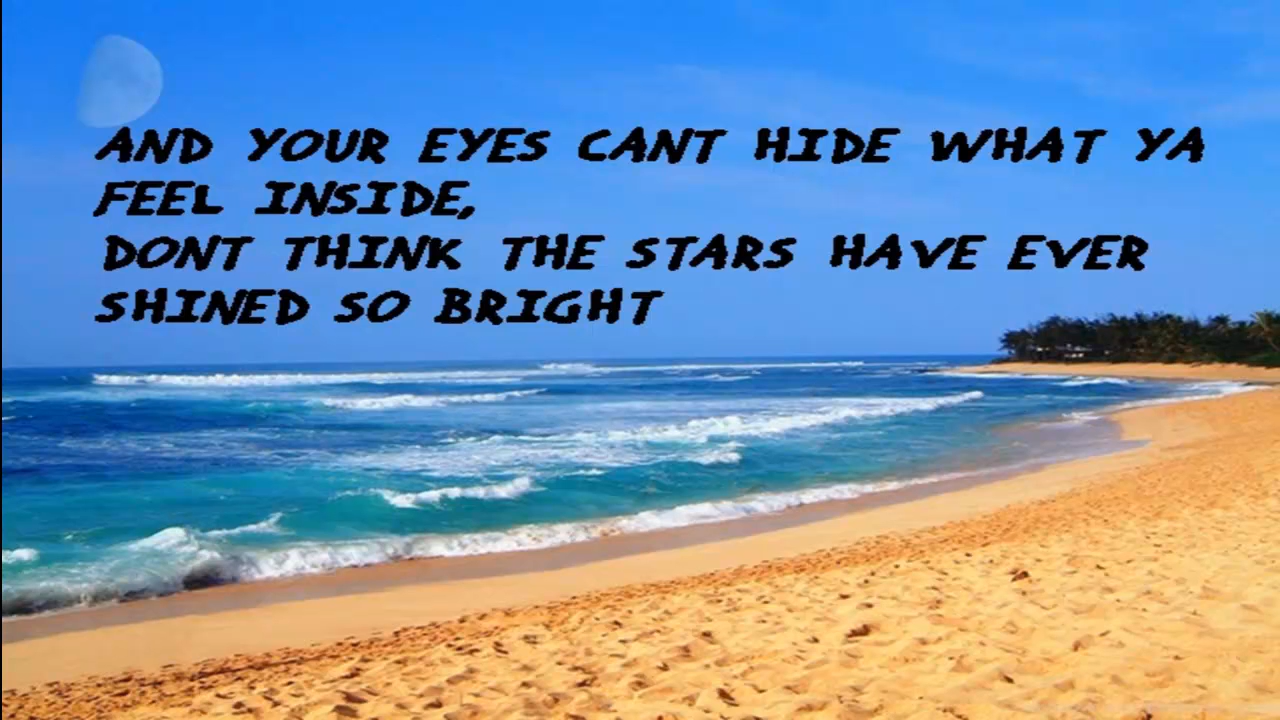 AND YOUR EYES CANT HIDE WHAT YA
FEEL INSIDE,
DONT THINK THE STARS HAVE EVER
SHINED SO BRIGHT